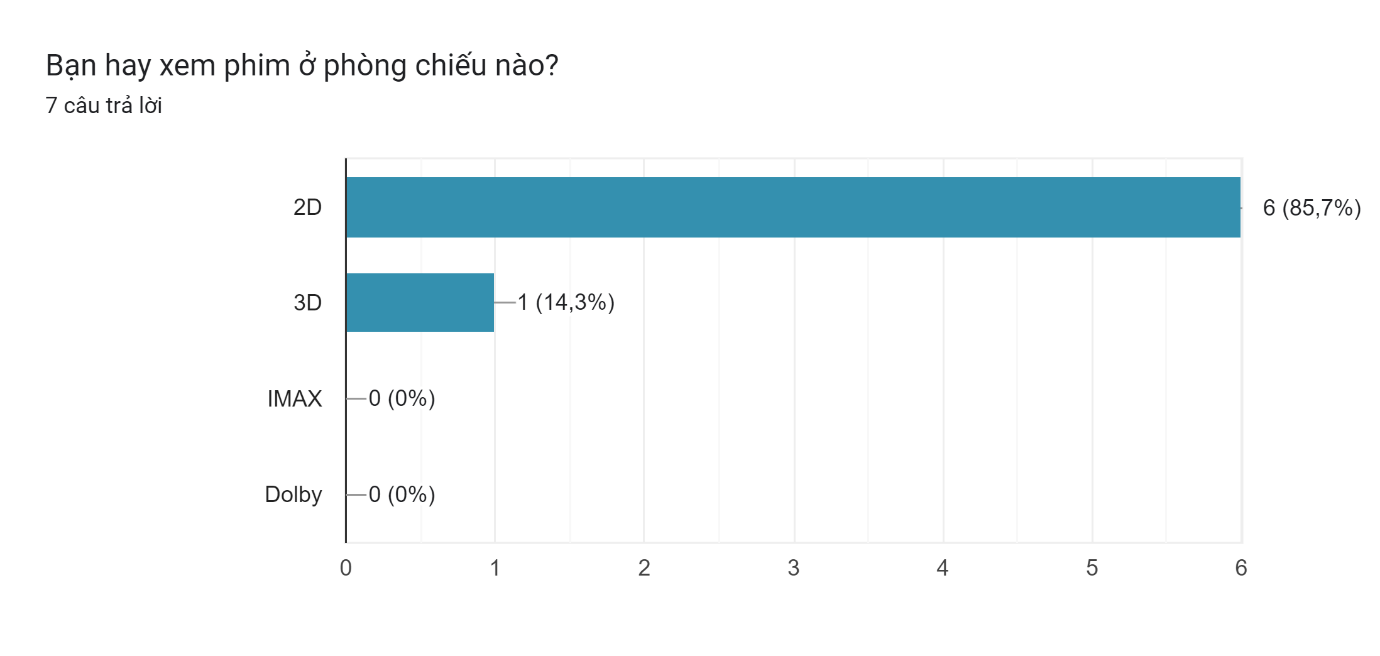 Bạn hay xem phim ở phòng chiếu nào?
7 câu trả lời
2D
6 (85,7%)
3D
1 (14,3%)
IMAX
0 (0%)
Dolby
0 (0%)
0 1 2 3 4 5 6